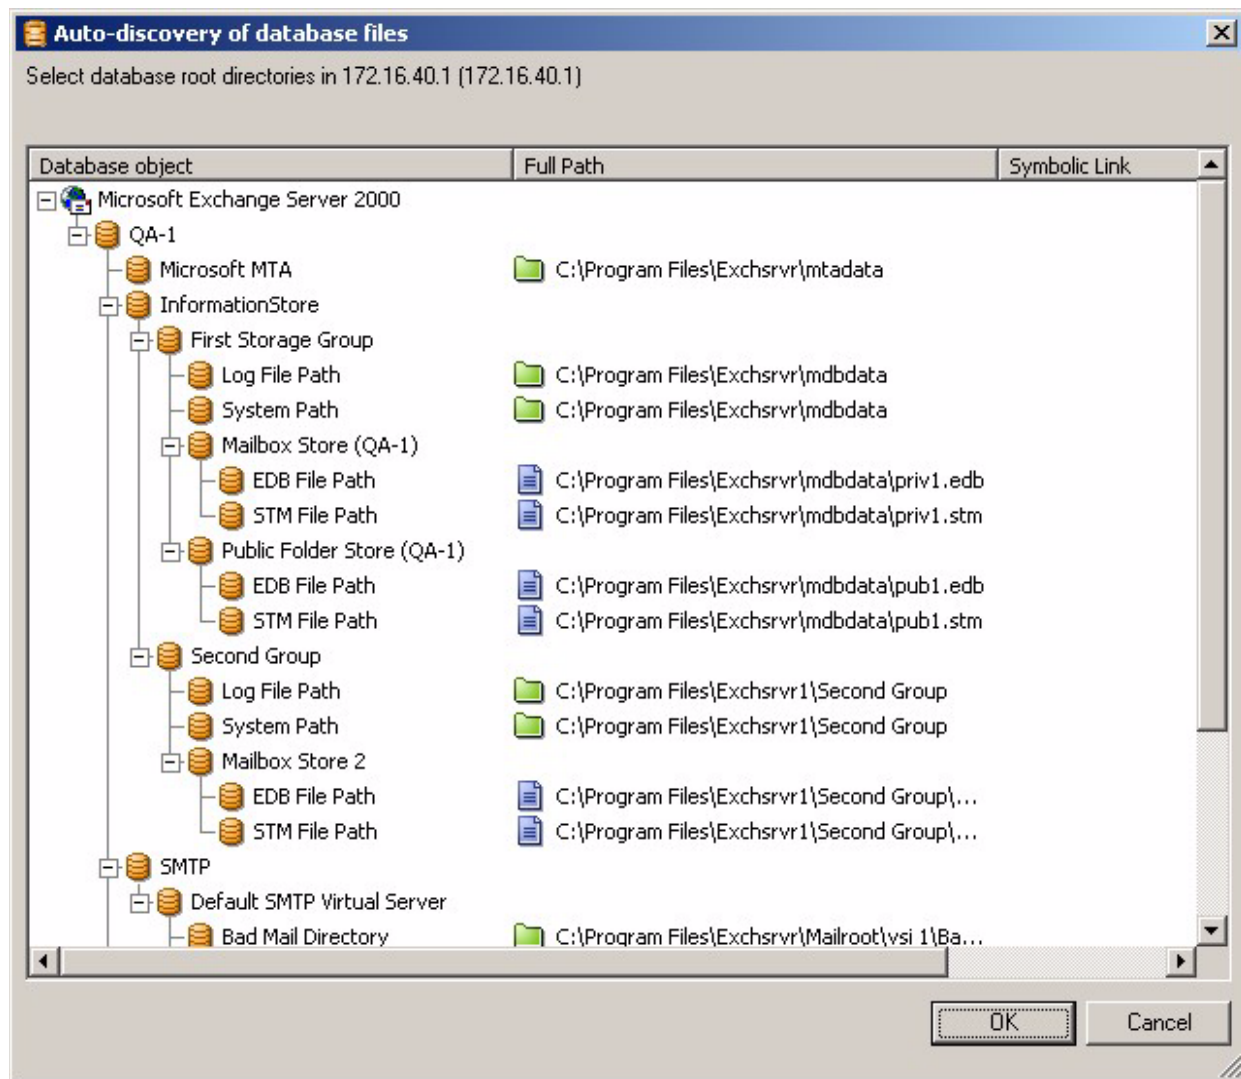 Auto-discovery of database files
Select database root directories in 172.16.40.1 (172.16.40.1)
Database object Full Path Symbolic Link
Microsoft Exchange Server 2000
QA-1
Microsoft MTA C:\Program Files\Exchsrvr\mtadata
InformationStore
First Storage Group
Log File Path C:\Program Files\Exchsrvr\mdbdata
System Path C:\Program Files\Exchsrvr\mdbdata
Mailbox Store (QA-1)
EDB File Path C:\Program Files\Exchsrvr\mdbdata\priv1.edb
STM File Path C:\Program Files\Exchsrvr\mdbdata\priv1.stm
Public Folder Store (QA-1)
EDB File Path C:\Program Files\Exchsrvr\mdbdata\pub1.edb
STM File Path C:\Program Files\Exchsrvr\mdbdata\pub1.stm
Second Group
Log File Path C:\Program Files\Exchsrvr1\Second Group
System Path C:\Program Files\Exchsrvr1\Second Group
Mailbox Store 2
EDB File Path C:\Program Files\Exchsrvr1\Second Group\...
STM File Path C:\Program Files\Exchsrvr1\Second Group\...
SMTP
Default SMTP Virtual Server
Bad Mail Directory C:\Program Files\Exchsrvr\Mailroot\vsi 1\Ba...
OK Cancel